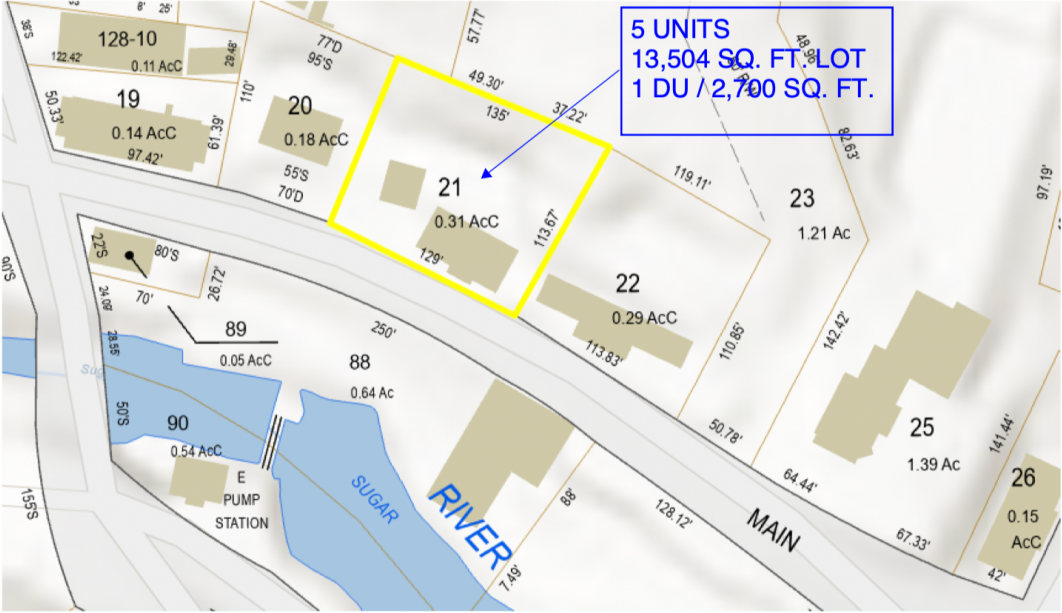 5 UNITS
13,504 SQ. FT. LOT
1 DU / 2,700 SQ. FT.
38'S
8'
25'
128-10
0.11 AcC
122.42'
29.48'
50.33'
19
0.14 AcC
97.42'
61.39'
110'
77'D
95'S
20
0.18 AcC
55'S
70'D
57.77'
49.30'
135'
37.22'
21
0.31 AcC
129'
113.67'
48.96'
82.63'
119.11'
23
1.21 Ac
97.19'
22
0.29 AcC
113.83'
110.85'
142.42'
50.78'
25
1.39 Ac
141.44'
64.44'
67.33'
26
0.15
AcC
42'
90'S
22'S
80'S
70'
26.72'
24.09'
28.56'
89
0.05 AcC
250'
88
0.64 Ac
Sug
50'S
90
0.54 AcC
E
PUMP
STATION
SUGAR
RIVER
88'
7.49'
128.12'
MAIN
155'S